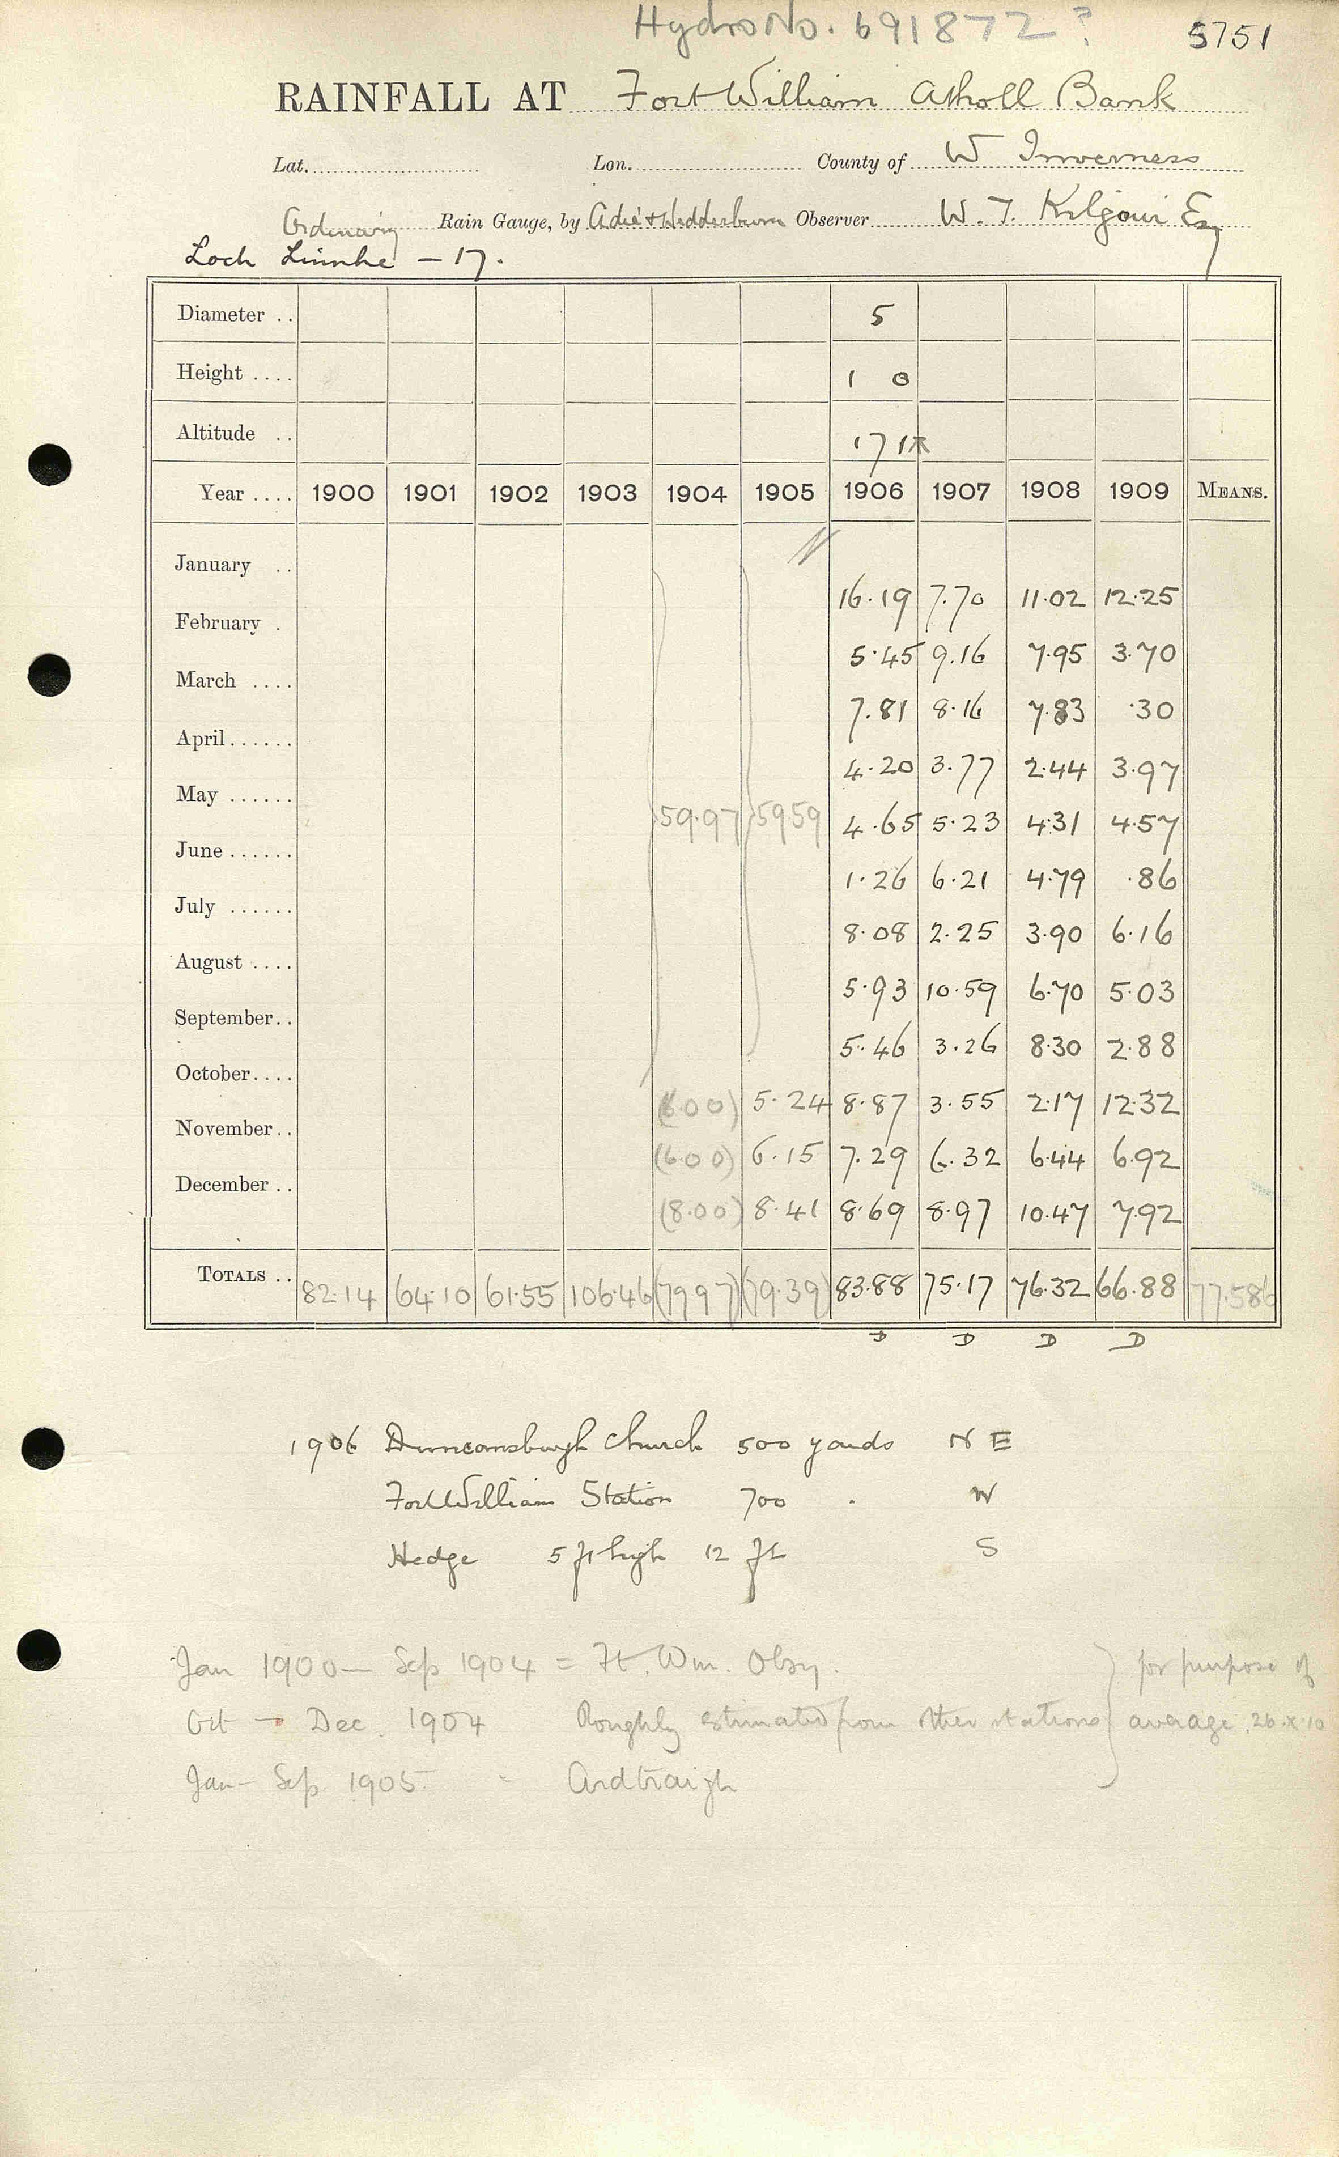 Hydro No. 691872 ?
5751
RAINFALL AT Fort William Atholl Bank
Lat. Lon. County of W Inverness
Ordinary Rain Gauge, by Adie & Wedderburn Observer W. T. Kilgour Esq
Loch Linnhe - 17.
Diameter .. 5
Height .... 1 0
Altitude .. 171
Year .... 1900 1901 1902 1903 1904 1905 1906 1907 1908 1909 MEANS.
January .. 16.19 7.70 11.02 12.25
February . 5.45 9.16 7.95 3.70
March .... 7.81 8.16 7.83 .30
April ...... 4.20 3.77 2.44 3.97
May ...... 59.97 59.59 4.65 5.23 4.31 4.57
June ...... 1.26 6.21 4.79 .86
July ...... 8.08 2.25 3.90 6.16
August .... 5.93 10.59 6.70 5.03
September .. 5.46 3.26 8.30 2.88
October .... (6.00) 5.24 8.87 3.55 2.17 12.32
November .. (6.00) 6.15 7.29 6.32 6.44 6.92
December .. (8.00) 8.41 8.69 8.97 10.47 7.92
TOTALS .. 82.14 64.10 61.55 106.46 (79.97) (79.39) 83.88 75.17 76.32 66.88 77.586
D D D D
1906 Duncansburgh Church 500 yards N E
Fort William Station 700 . W
Hedge 5 ft high 12 ft S
Jan 1900 - Sep 1904 = Ft. Wm. Obsy.
for purpose of
Oct - Dec. 1904 Roughly estimated from other stations
average, 26.x.10
Jan - Sep 1905 - Ardtraigh